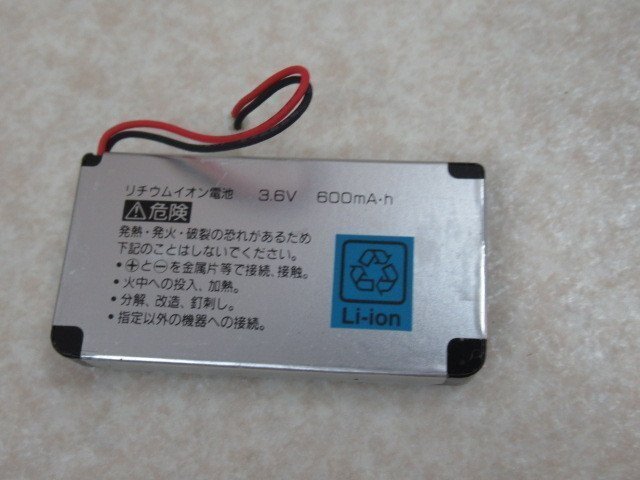 リチウムイオン電池 3.6V 600mA·h
⚠危険
発熱・発火・破裂の恐れがあるため
下記のことはしないでください。
・⊕と⊖を金属片等で接続、接触。
・火中への投入、加熱。
・分解、改造、釘刺し。
・指定以外の機器への接続。
Li-ion